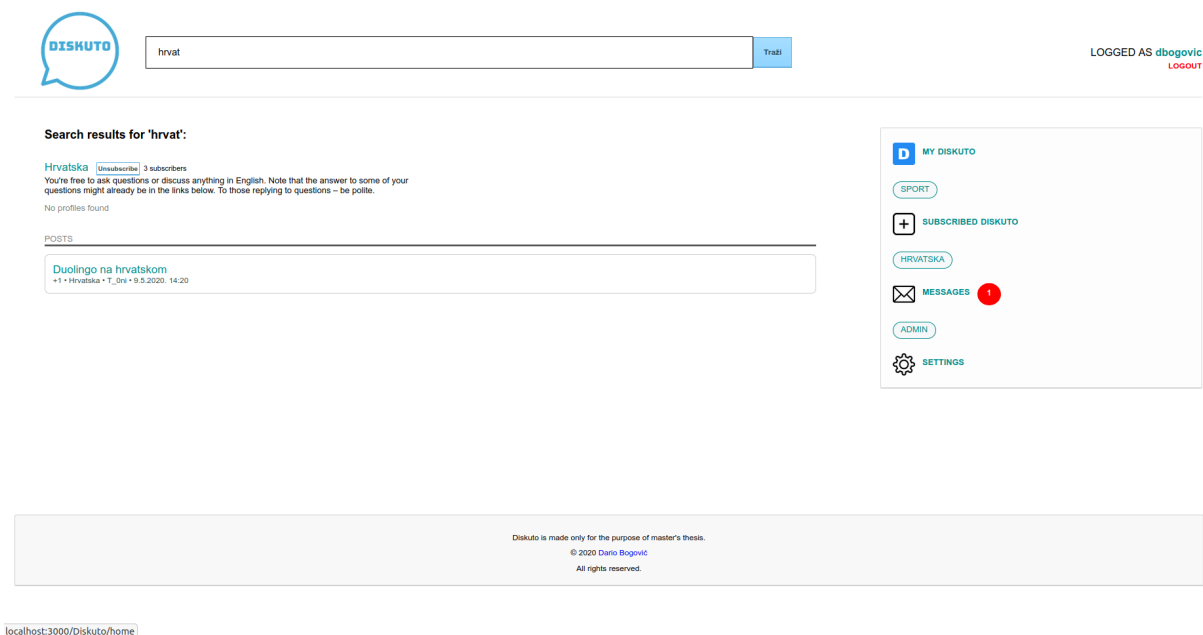 DISKUTO
hrvat
Traži
LOGGED AS dbogovic
LOGOUT
Search results for 'hrvat':
Hrvatska Unsubscribe 3 subscribers
You're free to ask questions or discuss anything in English. Note that the answer to some of your
questions might already be in the links below. To those replying to questions – be polite.
No profiles found
POSTS
Duolingo na hrvatskom
+1 • Hrvatska • T_0ni • 9.5.2020. 14:20
D MY DISKUTO
SPORT
SUBSCRIBED DISKUTO
HRVATSKA
MESSAGES 1
ADMIN
SETTINGS
Diskuto is made only for the purpose of master's thesis.
© 2020 Dario Bogović
All rights reserved.
localhost:3000/Diskuto/home